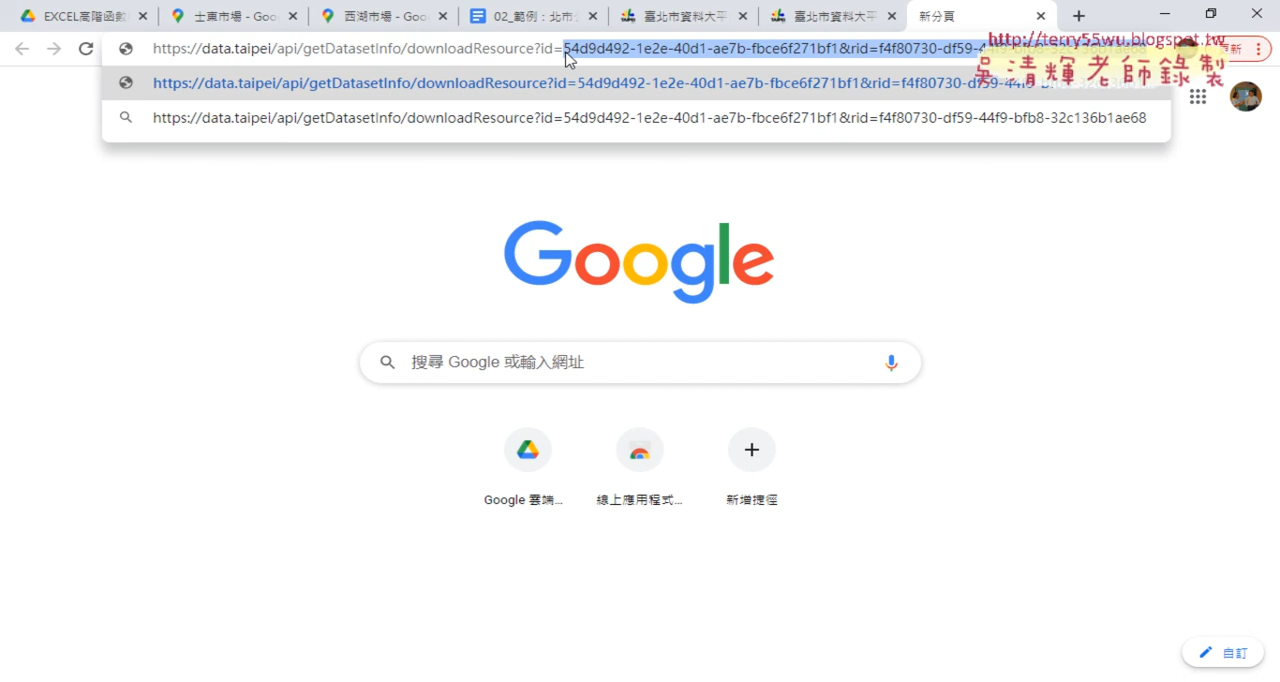 EXCEL高階函數
士東市場 - Goo
西湖市場 - Goo
02_範例：北市
臺北市資料大平
臺北市資料大平
新分頁
https://data.taipei/api/getDatasetInfo/downloadResource?id=54d9d492-1e2e-40d1-ae7b-fbce6f271bf1&rid=f4f80730-df59-4
http://terry55wu.blogspot.tw
更新
吳清輝老師錄製
https://data.taipei/api/getDatasetInfo/downloadResource?id=54d9d492-1e2e-40d1-ae7b-fbce6f271bf1&rid=f4f80730-df59-44f9-bf
https://data.taipei/api/getDatasetInfo/downloadResource?id=54d9d492-1e2e-40d1-ae7b-fbce6f271bf1&rid=f4f80730-df59-44f9-bfb8-32c136b1ae68
Google
搜尋 Google 或輸入網址
Google 雲端...
線上應用程式...
新增捷徑
自訂